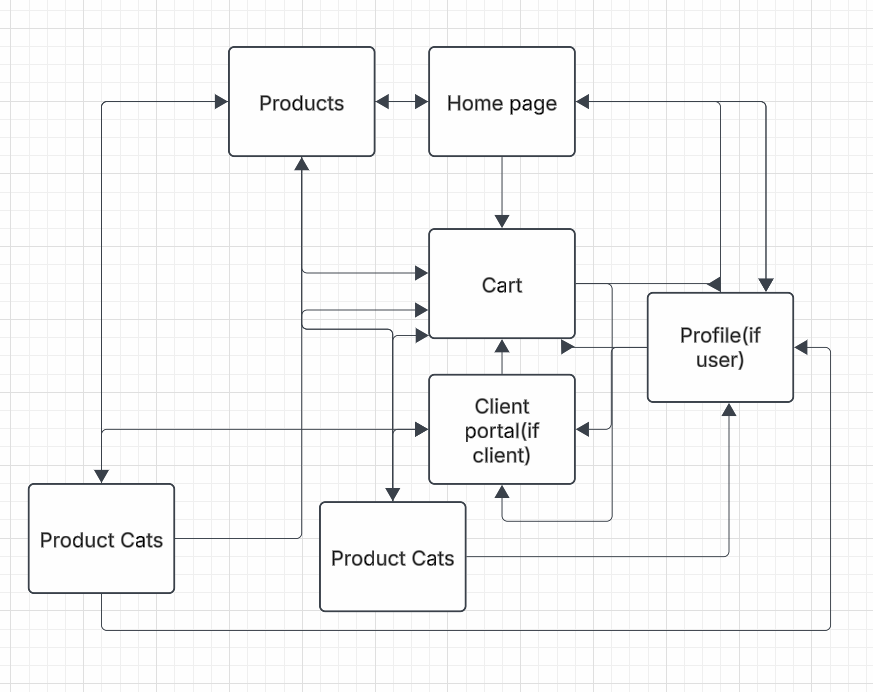 Products
Home page
Cart
Profile(if
user)
Client
portal(if
client)
Product Cats
Product Cats